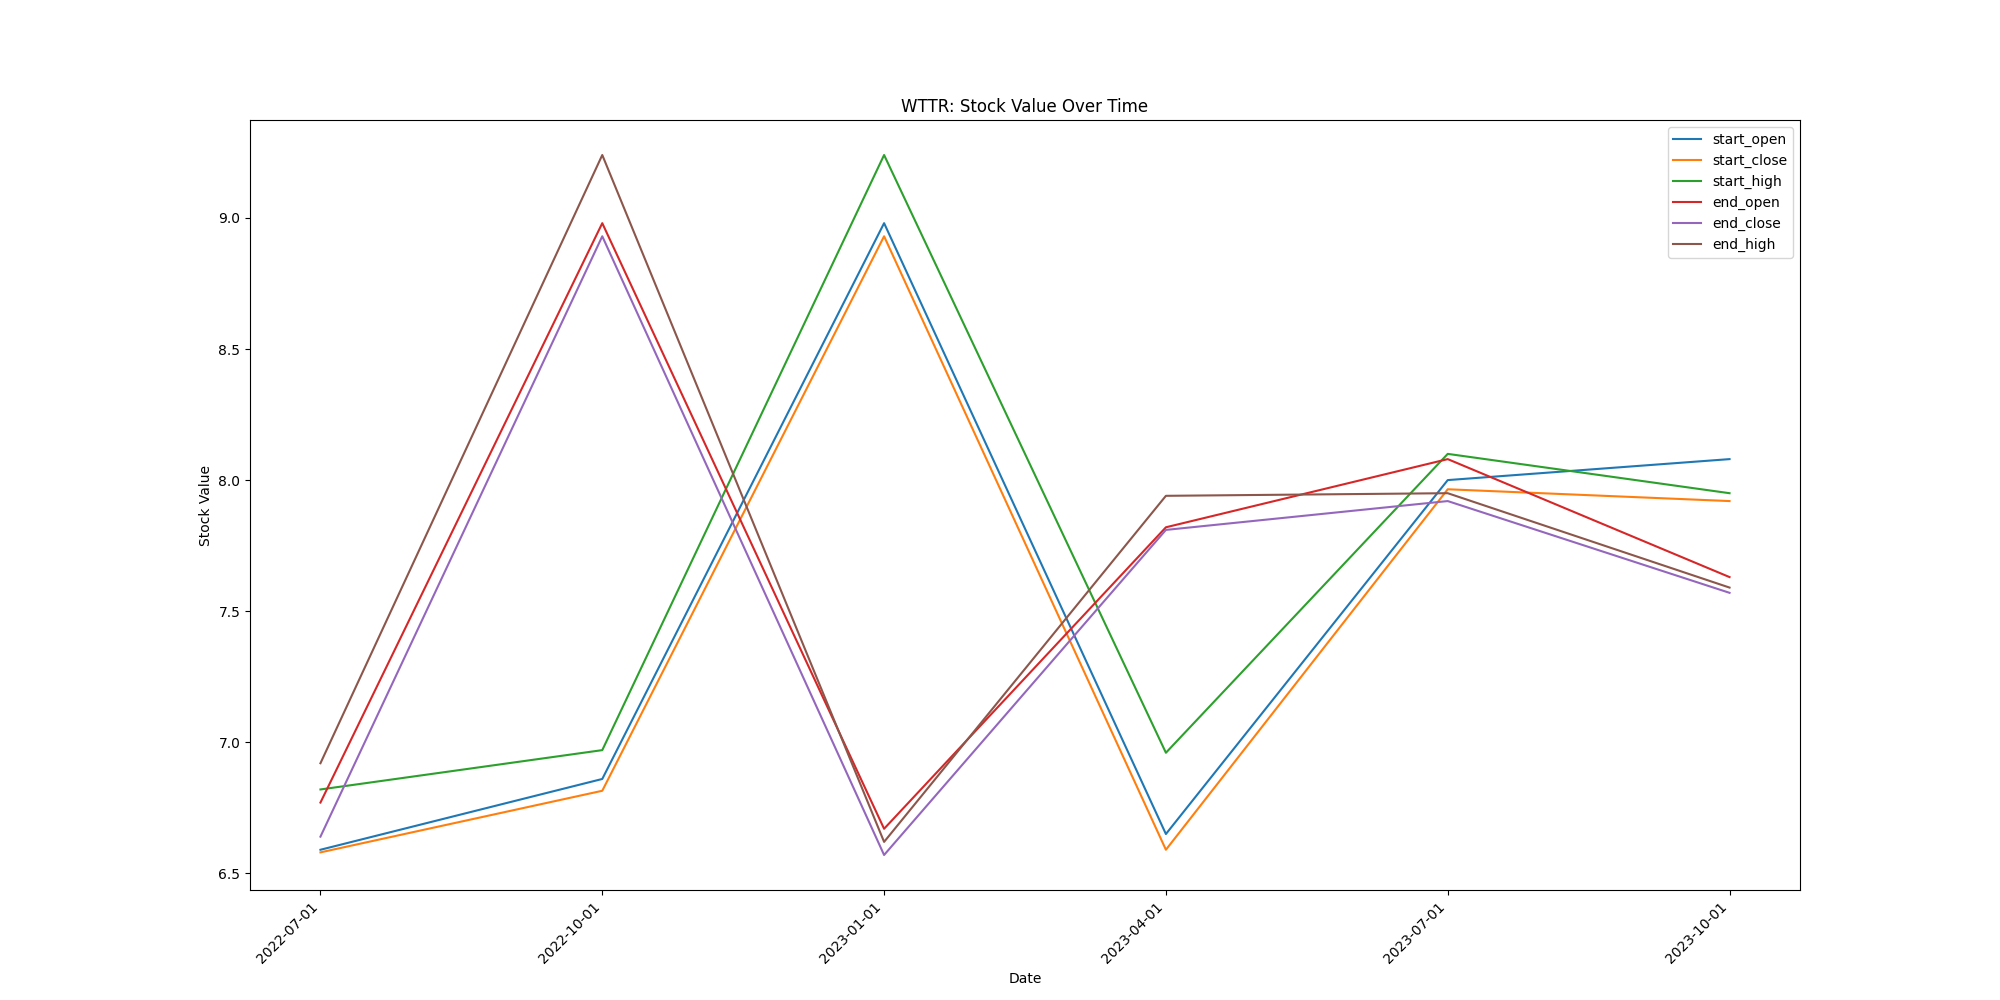 WTTR: Stock Value Over Time
start_open
start_close
start_high
end_open
end_close
end_high
Stock Value
9.0
8.5
8.0
7.5
7.0
6.5
2022-07-01
2022-10-01
2023-01-01
2023-04-01
2023-07-01
2023-10-01
Date